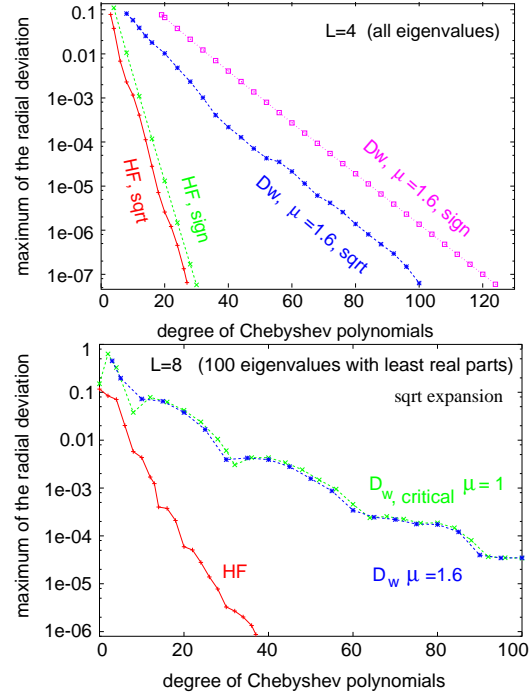 maximum of the radial deviation
0.1
0.01
1e-03
1e-04
1e-05
1e-06
1e-07
L=4 (all eigenvalues)
HF, sqrt
HF, sign
Dw, μ=1.6, sqrt
Dw, μ=1.6, sign
0 20 40 60 80 100 120
degree of Chebyshev polynomials
maximum of the radial deviation
1
0.1
0.01
1e-03
1e-04
1e-05
1e-06
L=8 (100 eigenvalues with least real parts)
sqrt expansion
D_w, critical μ = 1
HF
D_w μ =1.6
0 20 40 60 80 100
degree of Chebyshev polynomials